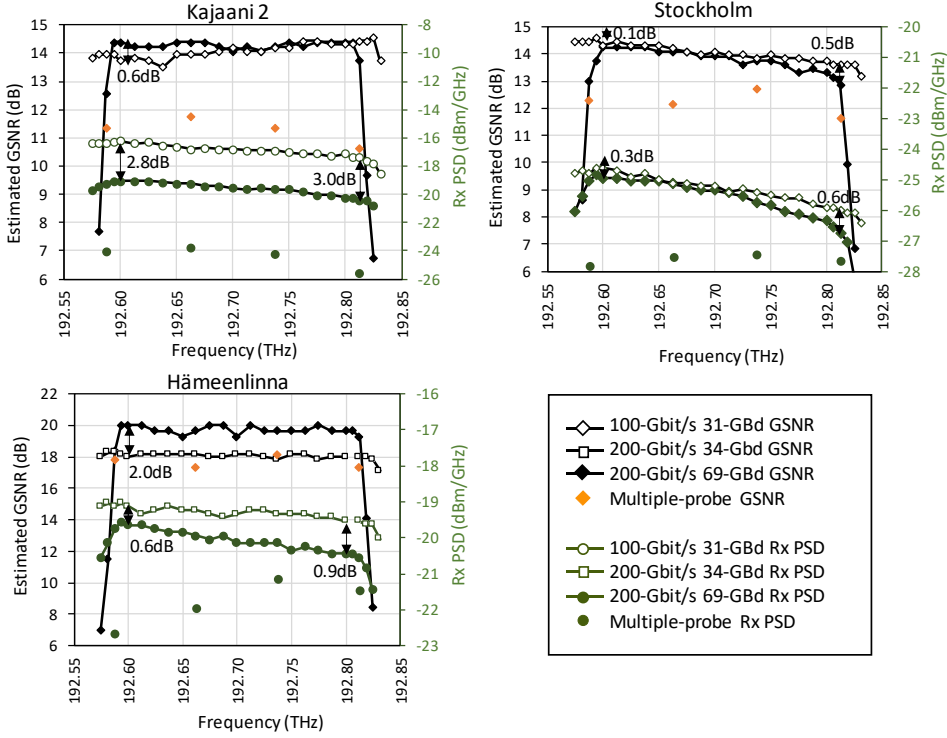 Kajaani 2
Estimated GSNR (dB)
15
14
13
12
11
10
9
8
7
6
0.6dB
2.8dB
3.0dB
-8
-10
-12
-14
-16
-18
-20
-22
-24
-26
Rx PSD (dBm/GHz)
192.55
192.60
192.65
192.70
192.75
192.80
192.85
Frequency (THz)
Stockholm
Estimated GSNR (dB)
15
14
13
12
11
10
9
8
7
6
0.1dB
0.5dB
0.3dB
0.6dB
-20
-21
-22
-23
-24
-25
-26
-27
-28
Rx PSD (dBm/GHz)
192.55
192.60
192.65
192.70
192.75
192.80
192.85
Frequency (THz)
Hämeenlinna
Estimated GSNR (dB)
22
20
18
16
14
12
10
8
6
2.0dB
0.6dB
0.9dB
-16
-17
-18
-19
-20
-21
-22
-23
Rx PSD (dBm/GHz)
192.55
192.60
192.65
192.70
192.75
192.80
192.85
Frequency (THz)
100-Gbit/s 31-GBd GSNR
200-Gbit/s 34-Gbd GSNR
200-Gbit/s 69-GBd GSNR
Multiple-probe GSNR
100-Gbit/s 31-GBd Rx PSD
200-Gbit/s 34-GBd Rx PSD
200-Gbit/s 69-GBd Rx PSD
Multiple-probe Rx PSD